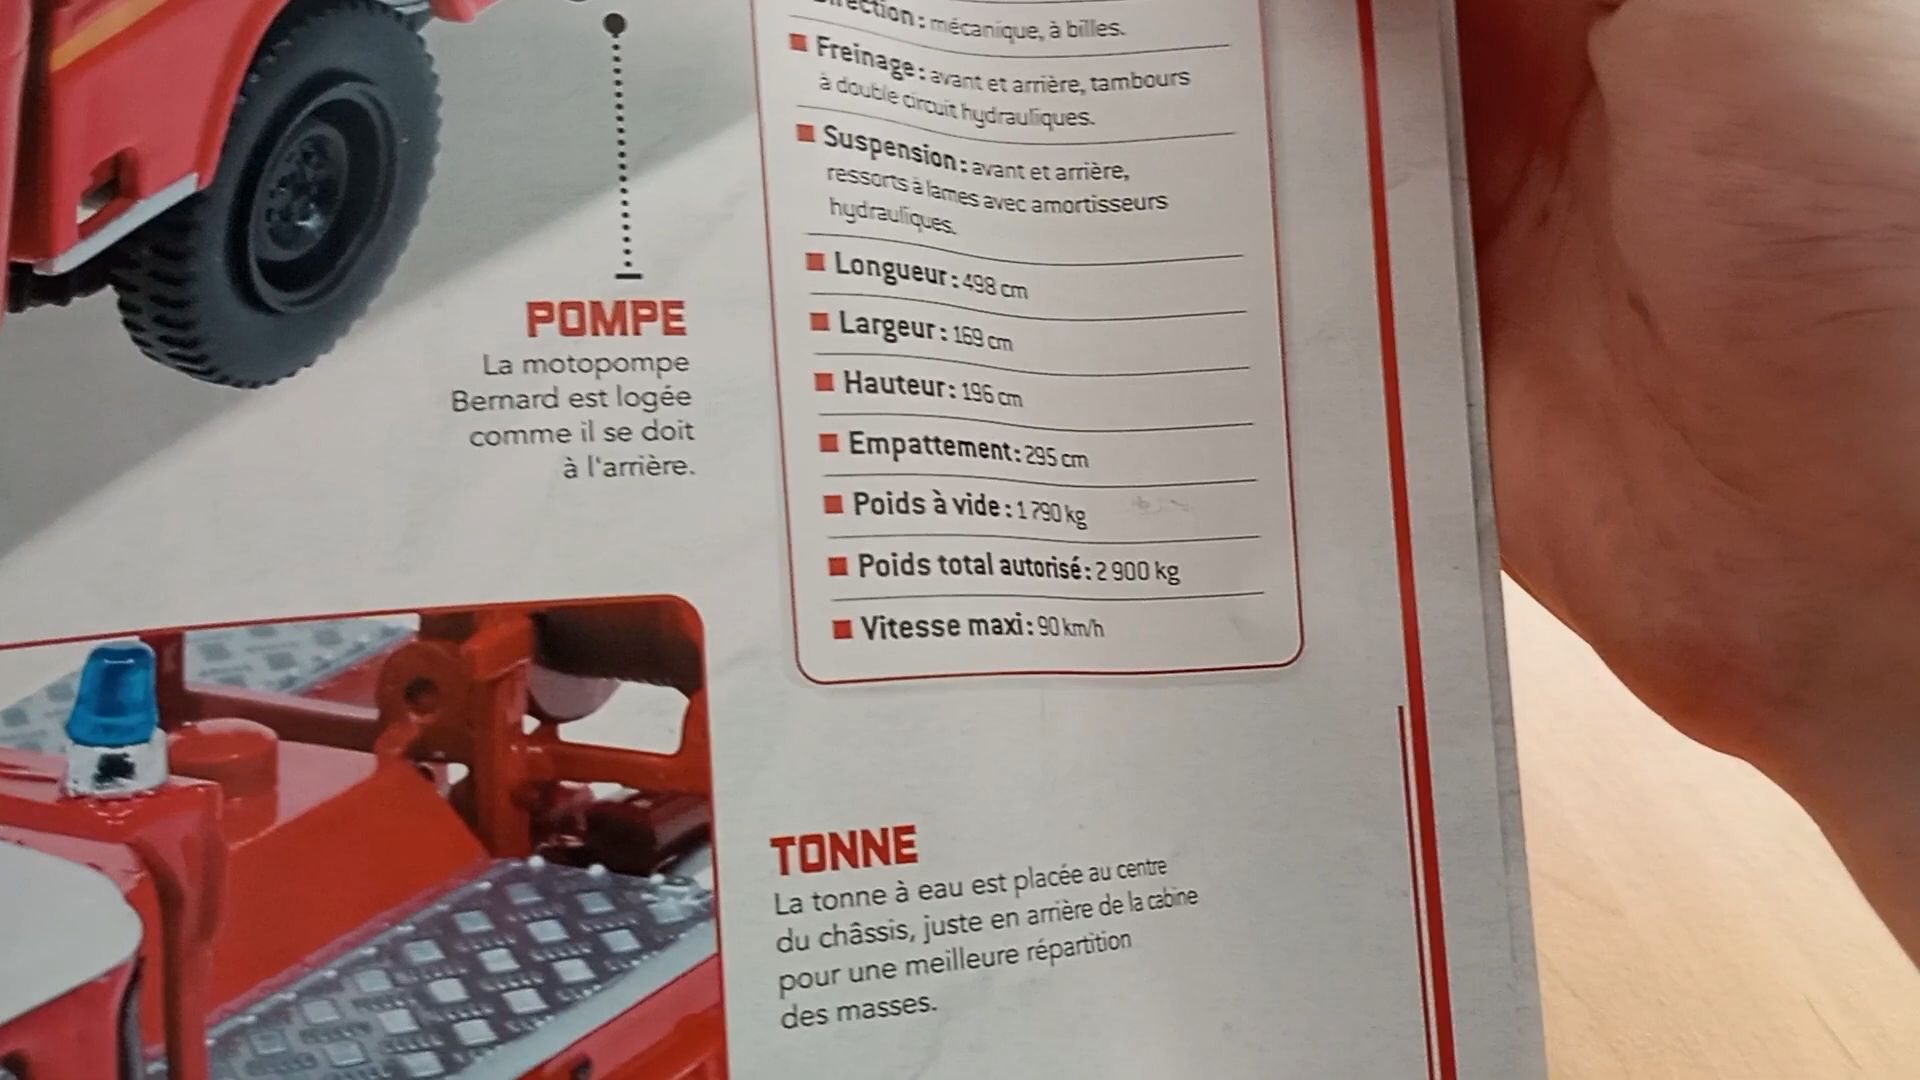 Direction : mécanique, à billes.
Freinage : avant et arrière, tambours
à double circuit hydrauliques.
Suspension : avant et arrière,
ressorts à lames avec amortisseurs
hydrauliques.
Longueur : 498 cm
Largeur : 169 cm
Hauteur : 196 cm
Empattement : 295 cm
Poids à vide : 1 790 kg
Poids total autorisé : 2 900 kg
Vitesse maxi : 90 km/h
POMPE
La motopompe
Bernard est logée
comme il se doit
à l'arrière.
TONNE
La tonne à eau est placée au centre
du châssis, juste en arrière de la cabine
pour une meilleure répartition
des masses.